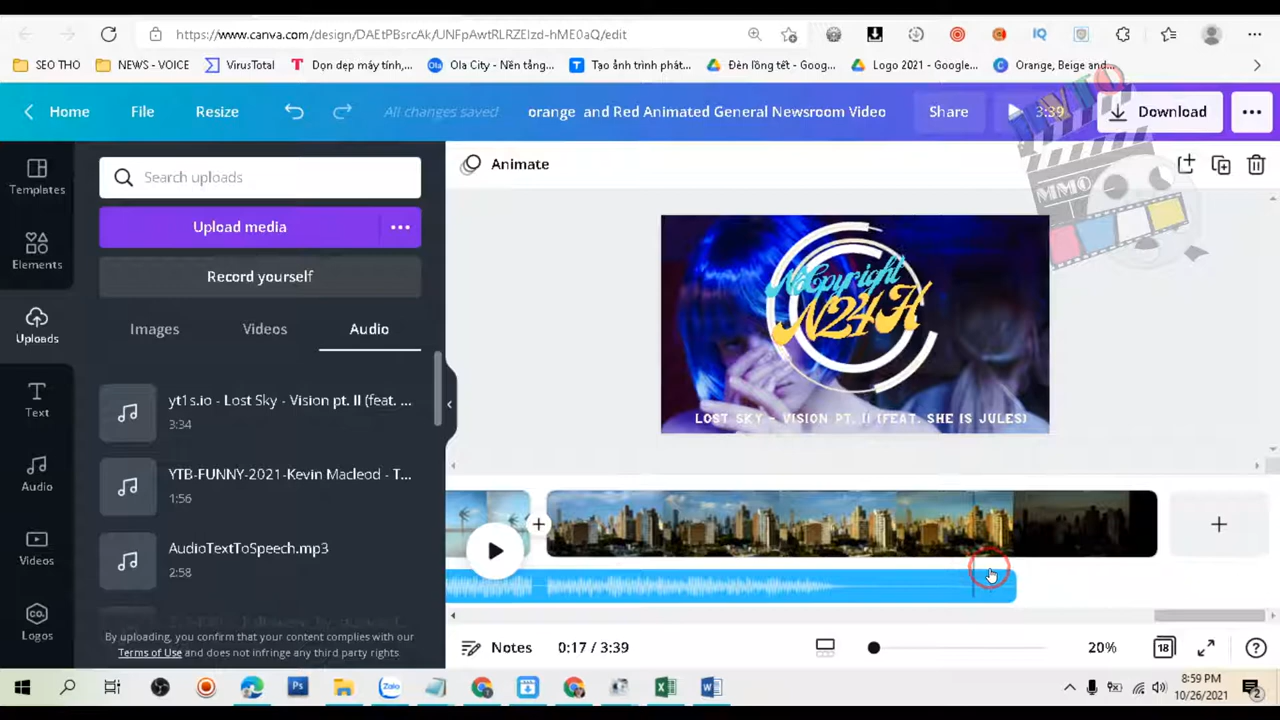 https://www.canva.com/design/DAEtPBsrcAk/UNFpAwtRLRZEIzd-hME0aQ/edit
SEO THO
NEWS - VOICE
VirusTotal
Dọn dẹp máy tính,...
Ola City - Nền tảng...
Tạo ảnh trình phát...
Đèn lồng tết - Goog...
Logo 2021 - Google...
Orange, Beige and...
Home
File
Resize
All changes saved
orange and Red Animated General Newsroom Video
Share
3:39
Download
MMO
Templates
Elements
Uploads
Text
Audio
Videos
Logos
Search uploads
Upload media
Record yourself
Images
Videos
Audio
yt1s.io - Lost Sky - Vision pt. II (feat. ...
3:34
YTB-FUNNY-2021-Kevin Macleod - T...
1:56
AudioTextToSpeech.mp3
2:58
By uploading, you confirm that your content complies with our
Terms of Use and does not infringe any third party rights.
Animate
NoCpyright
N24H
LOST SKY - VISION PT. II (FEAT. SHE IS JULES)
Notes
0:17 / 3:39
20%
18
8:59 PM
10/26/2021